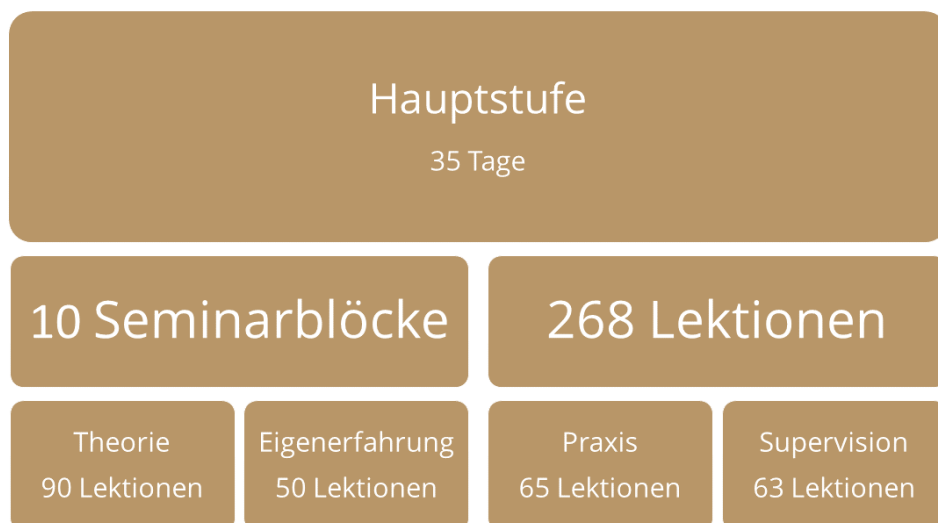 Hauptstufe
35 Tage
10 Seminarblöcke
268 Lektionen
Theorie
90 Lektionen
Eigenerfahrung
50 Lektionen
Praxis
65 Lektionen
Supervision
63 Lektionen